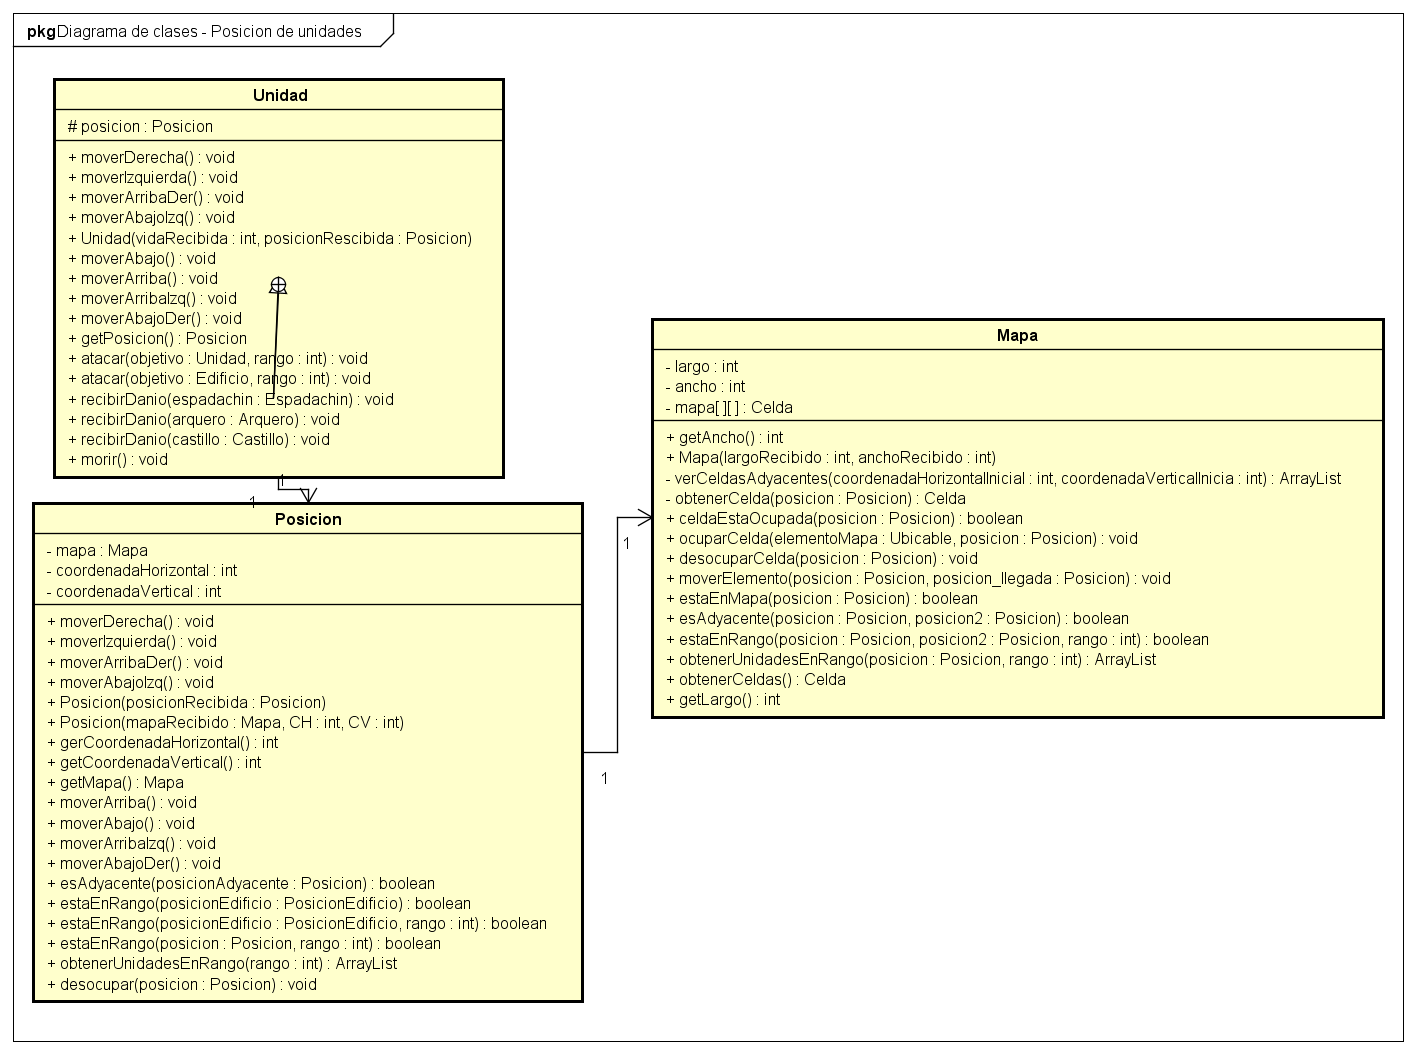 pkg Diagrama de clases - Posicion de unidades
Unidad
# posicion : Posicion
+ moverDerecha() : void
+ moverIzquierda() : void
+ moverArribaDer() : void
+ moverAbajoIzq() : void
+ Unidad(vidaRecibida : int, posicionRescibida : Posicion)
+ moverAbajo() : void
+ moverArriba() : void
+ moverArribaIzq() : void
+ moverAbajoDer() : void
+ getPosicion() : Posicion
+ atacar(objetivo : Unidad, rango : int) : void
+ atacar(objetivo : Edificio, rango : int) : void
+ recibirDanio(espadachin : Espadachin) : void
+ recibirDanio(arquero : Arquero) : void
+ recibirDanio(castillo : Castillo) : void
+ morir() : void
1
1
Posicion
- mapa : Mapa
- coordenadaHorizontal : int
- coordenadaVertical : int
+ moverDerecha() : void
+ moverIzquierda() : void
+ moverArribaDer() : void
+ moverAbajoIzq() : void
+ Posicion(posicionRecibida : Posicion)
+ Posicion(mapaRecibido : Mapa, CH : int, CV : int)
+ gerCoordenadaHorizontal() : int
+ getCoordenadaVertical() : int
+ getMapa() : Mapa
+ moverArriba() : void
+ moverAbajo() : void
+ moverArribaIzq() : void
+ moverAbajoDer() : void
+ esAdyacente(posicionAdyacente : Posicion) : boolean
+ estaEnRango(posicionEdificio : PosicionEdificio) : boolean
+ estaEnRango(posicionEdificio : PosicionEdificio, rango : int) : boolean
+ estaEnRango(posicion : Posicion, rango : int) : boolean
+ obtenerUnidadesEnRango(rango : int) : ArrayList
+ desocupar(posicion : Posicion) : void
1
1
Mapa
- largo : int
- ancho : int
- mapa[ ][ ] : Celda
+ getAncho() : int
+ Mapa(largoRecibido : int, anchoRecibido : int)
- verCeldasAdyacentes(coordenadaHorizontalInicial : int, coordenadaVerticalInicia : int) : ArrayList
- obtenerCelda(posicion : Posicion) : Celda
+ celdaEstaOcupada(posicion : Posicion) : boolean
+ ocuparCelda(elementoMapa : Ubicable, posicion : Posicion) : void
+ desocuparCelda(posicion : Posicion) : void
+ moverElemento(posicion : Posicion, posicion_llegada : Posicion) : void
+ estaEnMapa(posicion : Posicion) : boolean
+ esAdyacente(posicion : Posicion, posicion2 : Posicion) : boolean
+ estaEnRango(posicion : Posicion, posicion2 : Posicion, rango : int) : boolean
+ obtenerUnidadesEnRango(posicion : Posicion, rango : int) : ArrayList
+ obtenerCeldas() : Celda
+ getLargo() : int